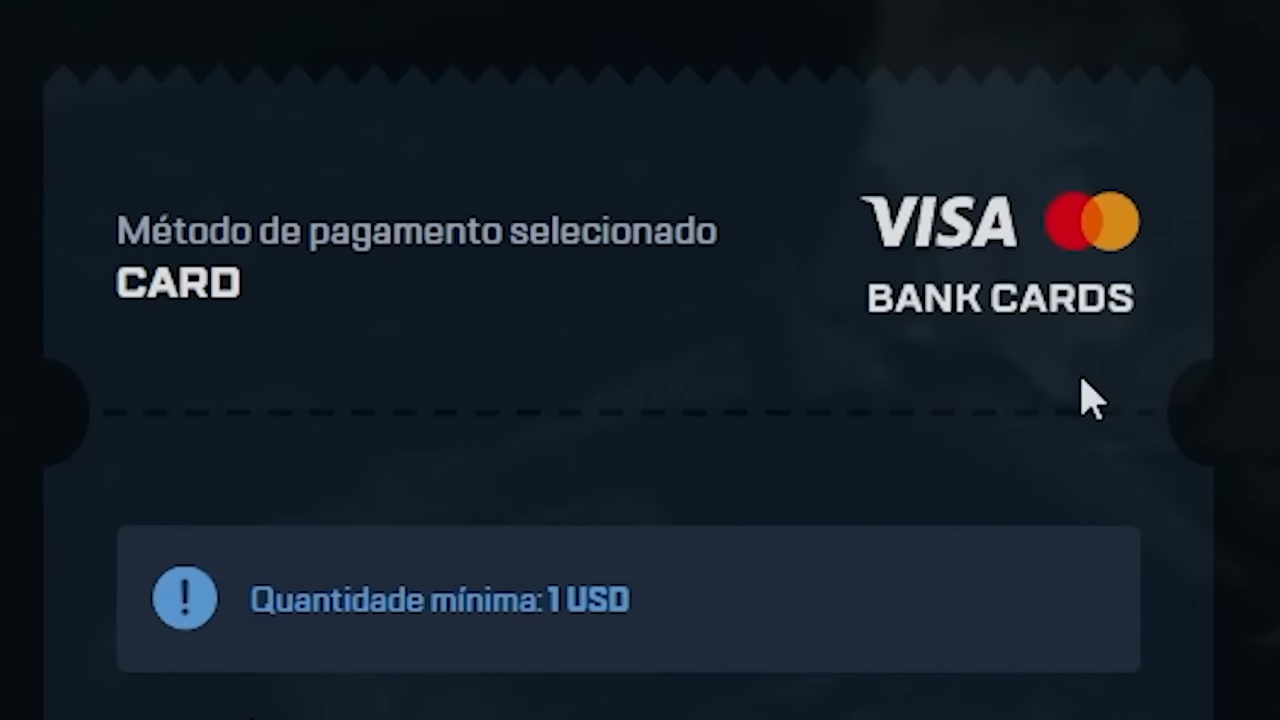 Método de pagamento selecionado
CARD
VISA
BANK CARDS
Quantidade mínima: 1 USD